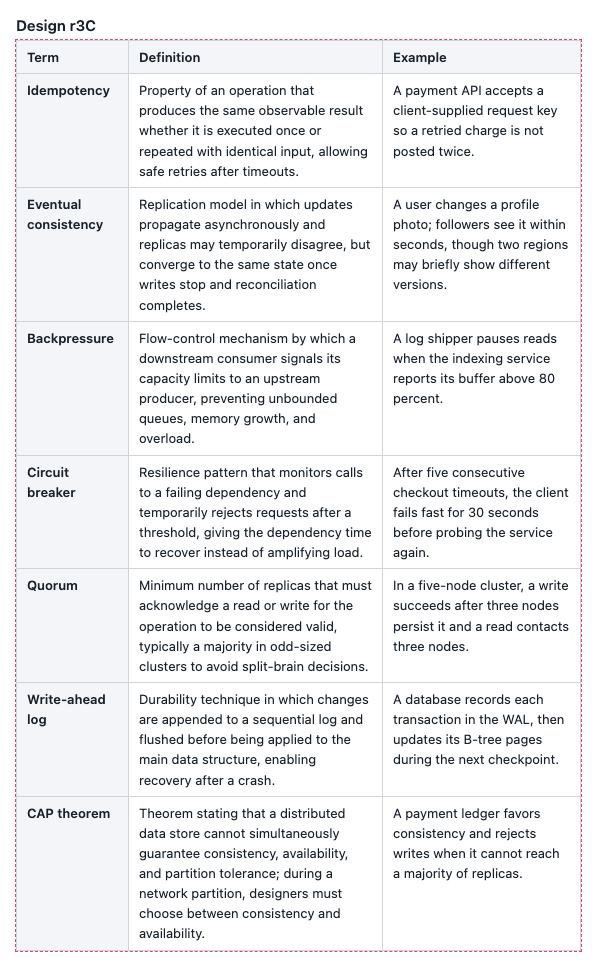 Design r3C
Term Definition Example
Idempotency
Property of an operation that
produces the same observable result
whether it is executed once or
repeated with identical input, allowing
safe retries after timeouts.
A payment API accepts a
client-supplied request key
so a retried charge is not
posted twice.
Eventual
consistency
Replication model in which updates
propagate asynchronously and
replicas may temporarily disagree, but
converge to the same state once
writes stop and reconciliation
completes.
A user changes a profile
photo; followers see it within
seconds, though two regions
may briefly show different
versions.
Backpressure
Flow-control mechanism by which a
downstream consumer signals its
capacity limits to an upstream
producer, preventing unbounded
queues, memory growth, and
overload.
A log shipper pauses reads
when the indexing service
reports its buffer above 80
percent.
Circuit
breaker
Resilience pattern that monitors calls
to a failing dependency and
temporarily rejects requests after a
threshold, giving the dependency time
to recover instead of amplifying load.
After five consecutive
checkout timeouts, the client
fails fast for 30 seconds
before probing the service
again.
Quorum
Minimum number of replicas that must
acknowledge a read or write for the
operation to be considered valid,
typically a majority in odd-sized
clusters to avoid split-brain decisions.
In a five-node cluster, a write
succeeds after three nodes
persist it and a read contacts
three nodes.
Write-ahead
log
Durability technique in which changes
are appended to a sequential log and
flushed before being applied to the
main data structure, enabling
recovery after a crash.
A database records each
transaction in the WAL, then
updates its B-tree pages
during the next checkpoint.
CAP theorem
Theorem stating that a distributed
data store cannot simultaneously
guarantee consistency, availability,
and partition tolerance; during a
network partition, designers must
choose between consistency and
availability.
A payment ledger favors
consistency and rejects
writes when it cannot reach
a majority of replicas.